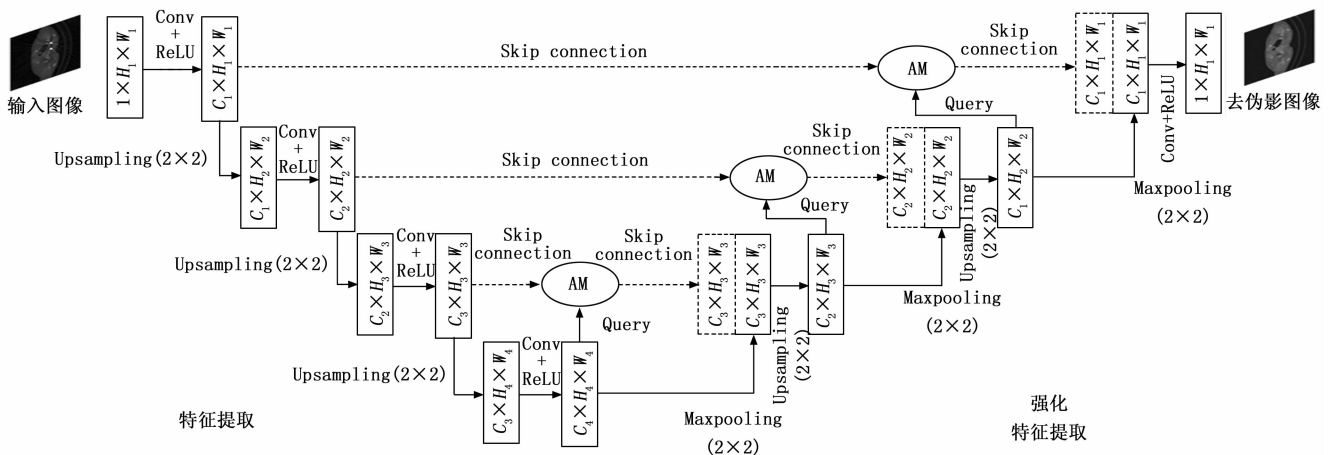 输入图像
1×H₁×W₁
Conv
+
ReLU
C₁×H₁×W₁
Skip connection
AM
Skip
connection
C₁×H₁×W₁
C₁×H₁×W₁
Conv+ReLU
1×H₁×W₁
去伪影图像
Query
Upsampling(2×2)
C₁×H₂×W₂
Conv
+
ReLU
C₂×H₂×W₂
Skip connection
AM
Skip
connection
C₂×H₂×W₂
C₂×H₂×W₂
Upsampling
(2×2)
C₁×H₂×W₂
Maxpooling
(2×2)
Query
Upsampling(2×2)
C₂×H₃×W₃
Conv
+
ReLU
C₃×H₃×W₃
Skip
connection
AM
Skip
connection
C₃×H₃×W₃
C₃×H₃×W₃
Upsampling
(2×2)
C₂×H₃×W₃
Maxpooling
(2×2)
Query
Upsampling(2×2)
C₃×H₄×W₄
Conv
+
ReLU
C₄×H₄×W₄
Maxpooling
(2×2)
特征提取
强化
特征提取